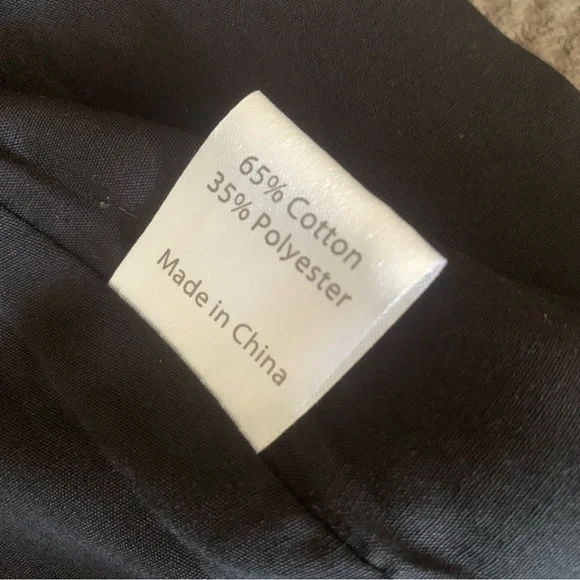 65% Cotton
35% Polyester
Made in China